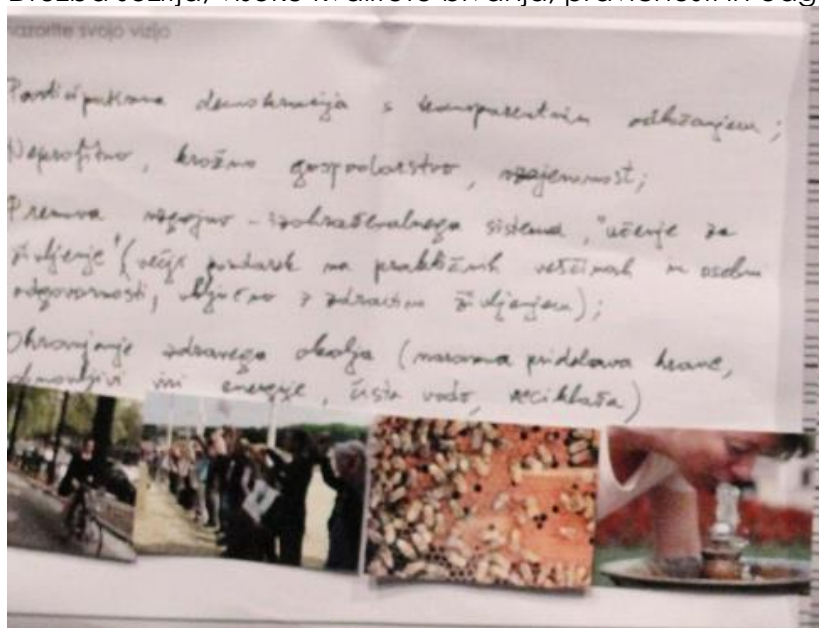 nazorite svojo vizijo
Participativna demokracija s transparentnim odločanjem;
Neprofitno, krožno gospodarstvo, vzajemnost;
Prenova vzgojno-izobraževalnega sistema, "učenje za
življenje" (večji poudarek na praktičnih veščinah in osebni
odgovornosti, vključno z zdravim življenjem);
Ohranjanje zdravega okolja (naravna pridelava hrane,
obnovljivi viri energije, čista voda, reciklaža)